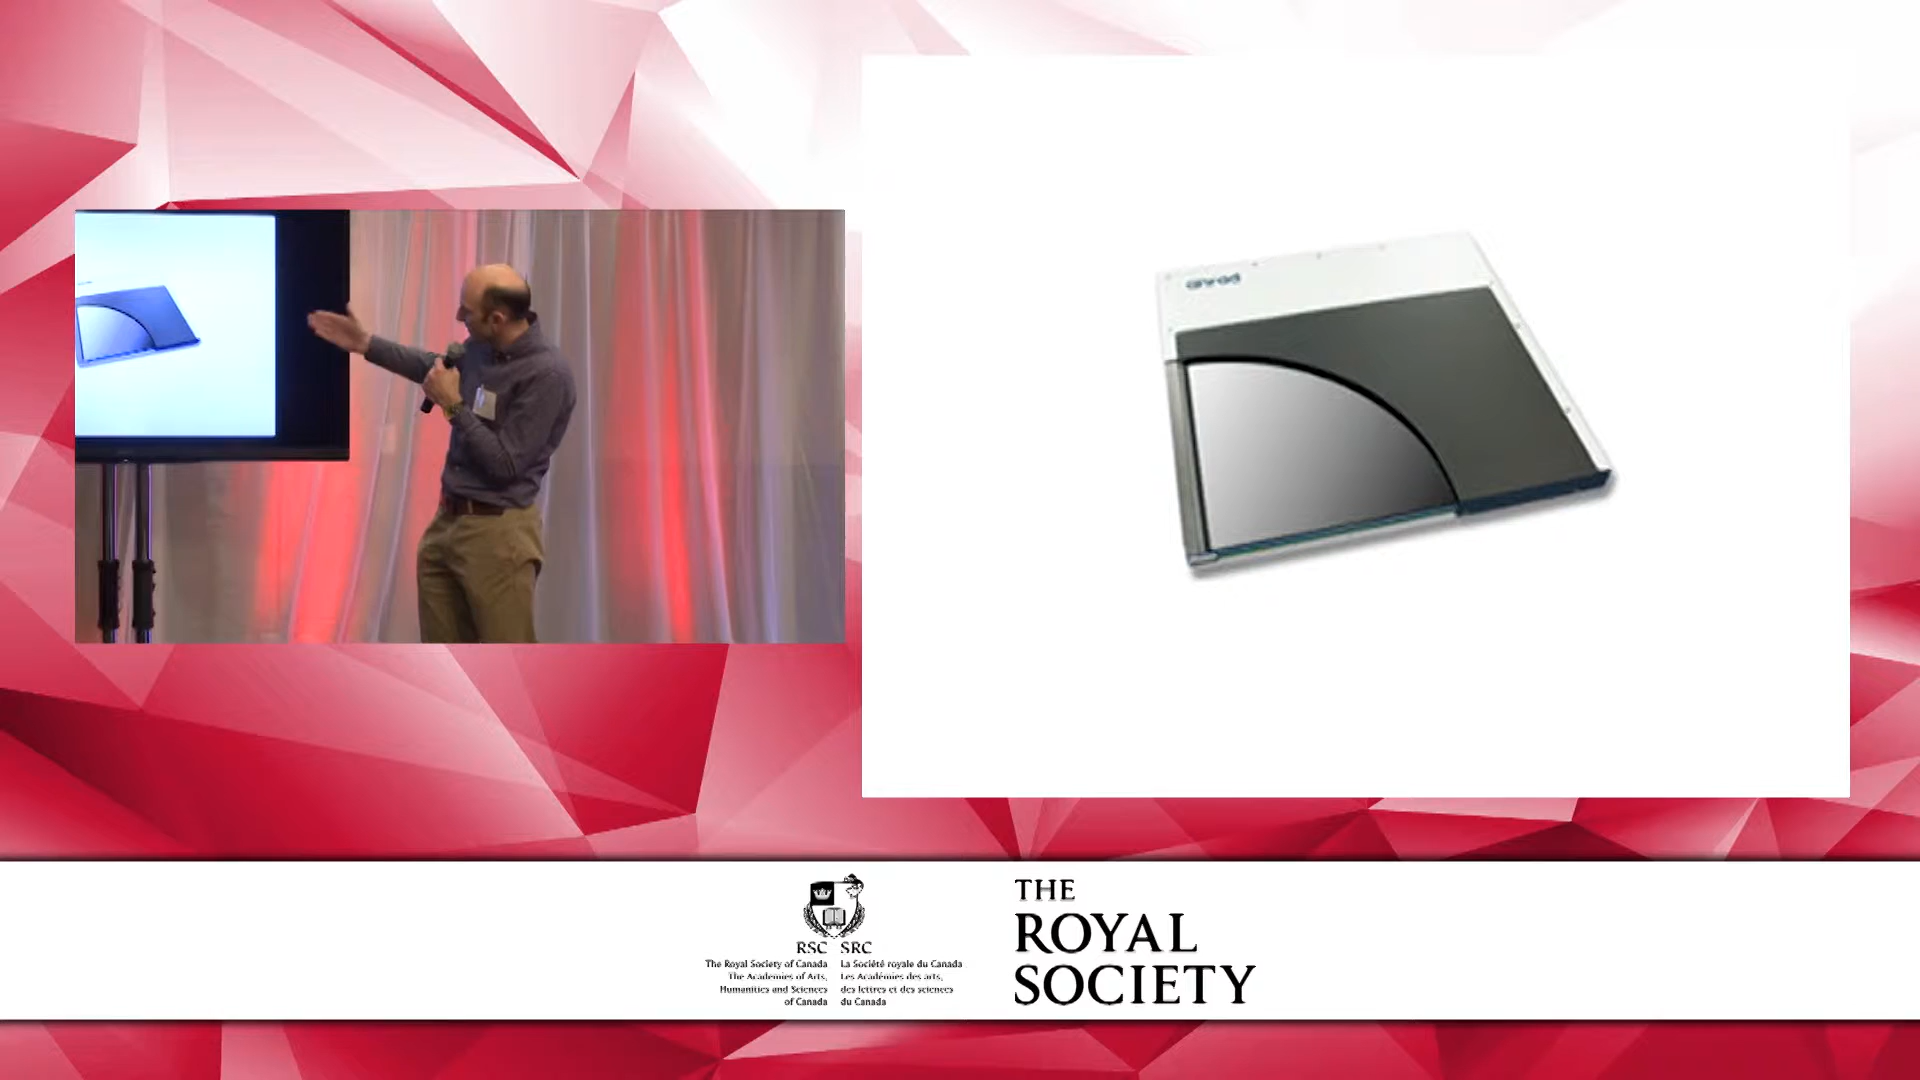 RSC SRC
The Royal Society of Canada
The Academies of Arts,
Humanities and Sciences
of Canada
La Société royale du Canada
Les Académies des arts,
des lettres et des sciences
du Canada
THE
ROYAL
SOCIETY